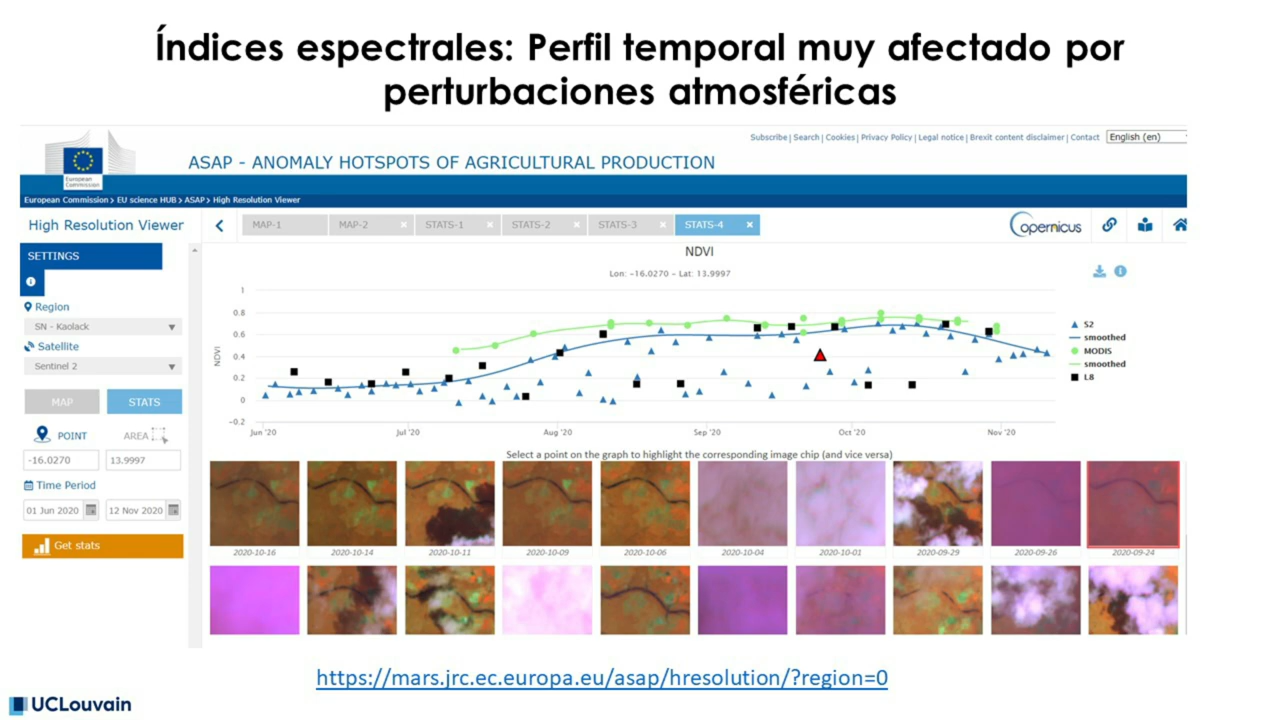 Índices espectrales: Perfil temporal muy afectado por
perturbaciones atmosféricas
Subscribe | Search | Cookies | Privacy Policy | Legal notice | Brexit content disclaimer | Contact
English (en)
European
Commission
ASAP - ANOMALY HOTSPOTS OF AGRICULTURAL PRODUCTION
European Commission > EU science HUB > ASAP > High Resolution Viewer
High Resolution Viewer
MAP-1
MAP-2
STATS-1
STATS-2
STATS-3
STATS-4
Copernicus
SETTINGS
Region
SN - Kaolack
Satellite
Sentinel 2
MAP
STATS
POINT
AREA
-16.0270
13.9997
Time Period
01 Jun 2020
12 Nov 2020
Get stats
NDVI
Lon: -16.0270 - Lat: 13.9997
NDVI
1
0.8
0.6
0.4
0.2
0
-0.2
Jun '20
Jul '20
Aug '20
Sep '20
Oct '20
Nov '20
S2
smoothed
MODIS
smoothed
L8
Select a point on the graph to highlight the corresponding image chip (and vice versa)
2020-10-16
2020-10-14
2020-10-11
2020-10-09
2020-10-06
2020-10-04
2020-10-01
2020-09-29
2020-09-26
2020-09-24
https://mars.jrc.ec.europa.eu/asap/hresolution/?region=0
UCLouvain